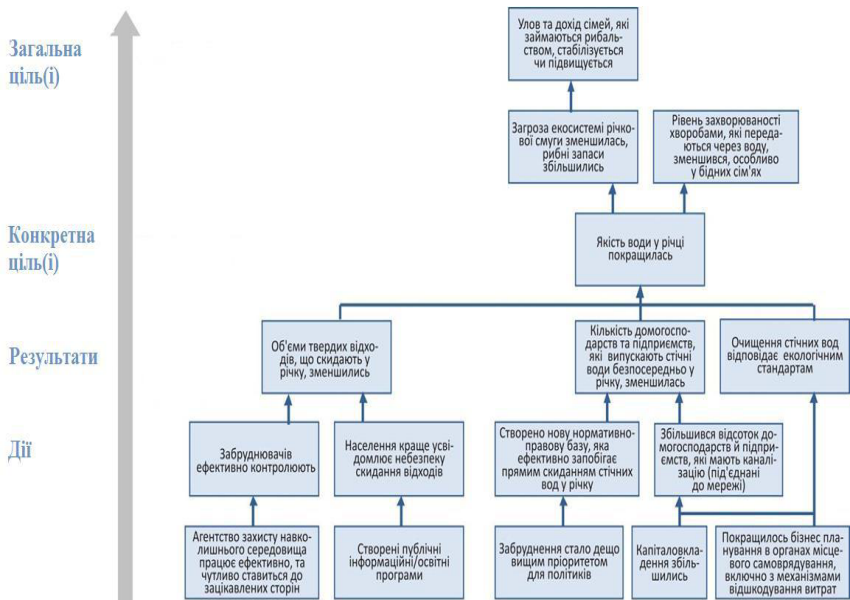 Улов та дохід сімей, які
займаються рибаль-
ством, стабілізується
чи підвищується
Загальна
ціль(і)
Загроза екосистемі річко-
вої смуги зменшилась,
рибні запаси
збільшились
Рівень захворюваності
хворобами, які переда-
ються через воду,
зменшився, особливо
у бідних сім'ях
Конкретна
ціль(і)
Якість води у річці
покращилась
Результати
Об'єми твердих відхо-
дів, що скидають у
річку, зменшились
Кількість домогоспо-
дарств та підприємств,
які випускають стічні
води безпосередньо у
річку, зменшилась
Очищення стічних вод
відповідає екологічним
стандартам
Дії
Забруднювачів
ефективно контролюють
Населення краще усві-
домлює небезпеку
скидання відходів
Створено нову нормативно-
правову базу, яка
ефективно запобігає
прямим скиданням стічних
вод у річку
Збільшився відсоток до-
могосподарств й підпри-
ємств, які мають каналі-
зацію (під'єднані
до мережі)
Агентство захисту навко-
лишнього середовища
працює ефективно, та
чутливо ставиться до
зацікавлених сторін
Створені публічні
інформаційні/освітні
програми
Забруднення стало дещо
вищим пріоритетом
для політиків
Капіталовкла-
дення збіль-
шились
Покращилось бізнес пла-
нування в органах місце-
вого самоврядування,
включно з механізмами
відшкодування витрат